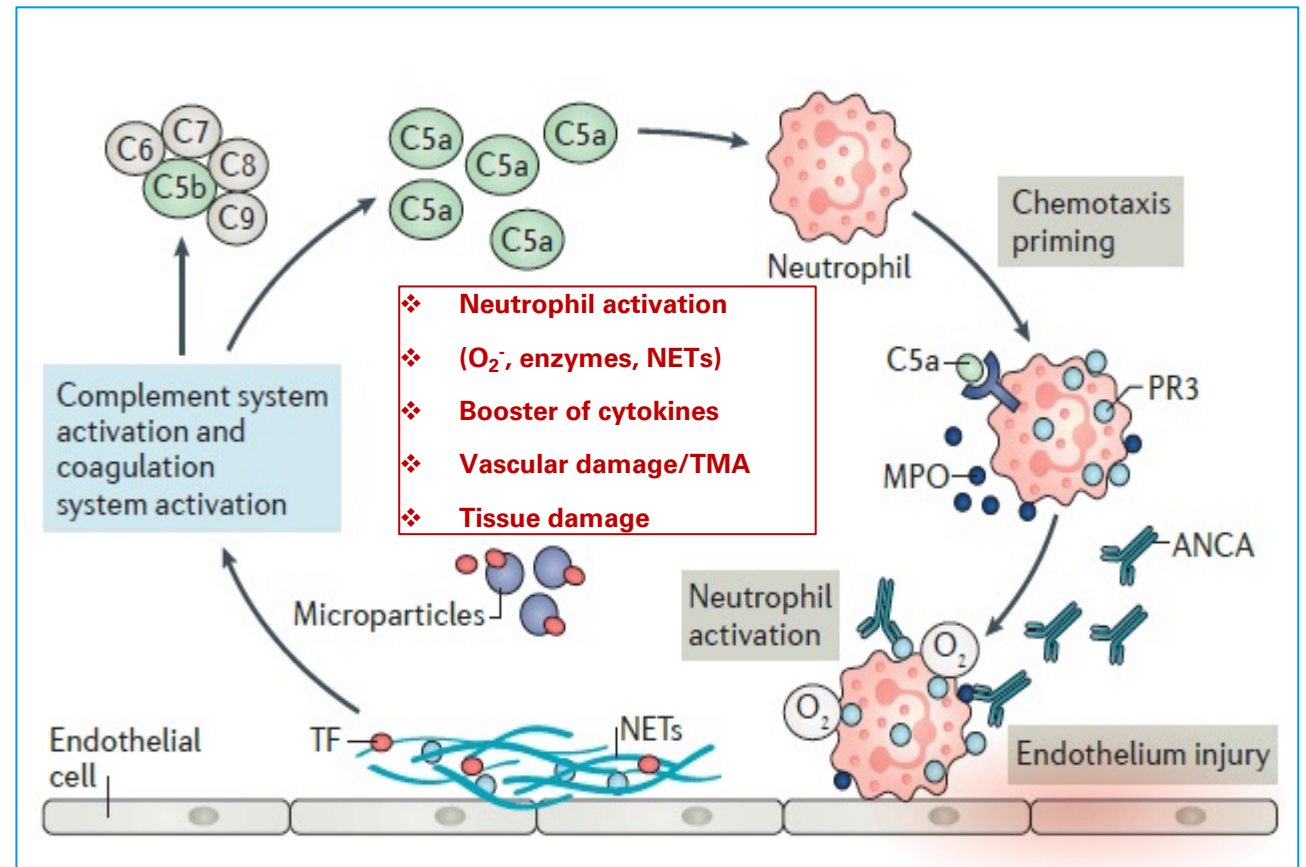 C6
C7
C8
C5b
C9
C5a
C5a
C5a
C5a
C5a
Neutrophil
Chemotaxis
priming
❖ Neutrophil activation
❖ (O₂⁻, enzymes, NETs)
❖ Booster of cytokines
❖ Vascular damage/TMA
❖ Tissue damage
Complement system
activation and
coagulation
system activation
C5a
PR3
MPO
ANCA
Microparticles
Neutrophil
activation
O₂
O₂
Endothelial
cell
TF
NETs
Endothelium injury